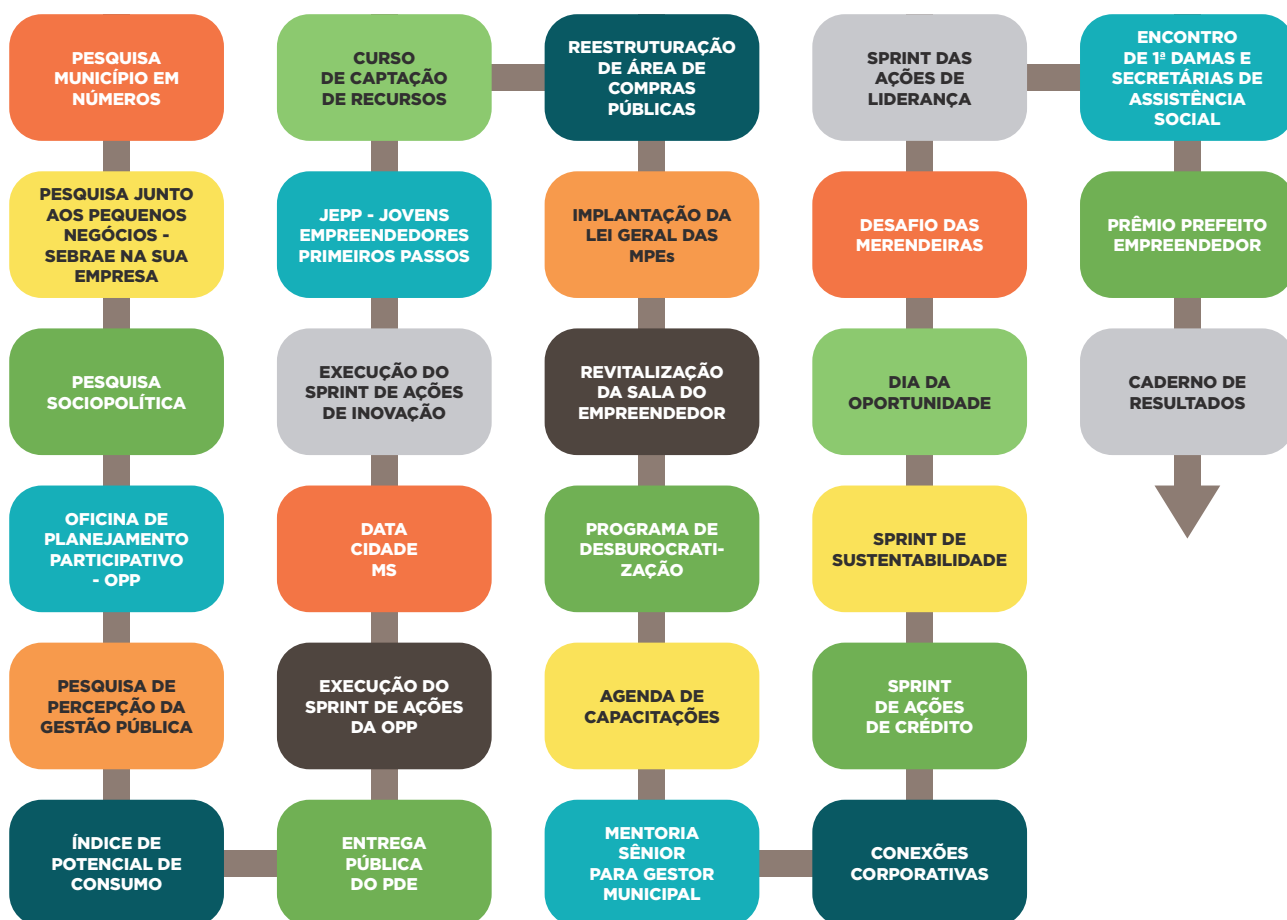 PESQUISA
MUNICÍPIO EM
NÚMEROS
PESQUISA JUNTO
AOS PEQUENOS
NEGÓCIOS -
SEBRAE NA SUA
EMPRESA
PESQUISA
SOCIOPOLÍTICA
OFICINA DE
PLANEJAMENTO
PARTICIPATIVO
- OPP
PESQUISA DE
PERCEPÇÃO DA
GESTÃO PÚBLICA
ÍNDICE DE
POTENCIAL DE
CONSUMO
ENTREGA
PÚBLICA
DO PDE
EXECUÇÃO DO
SPRINT DE AÇÕES
DA OPP
DATA
CIDADE
MS
EXECUÇÃO DO
SPRINT DE AÇÕES
DE INOVAÇÃO
JEPP - JOVENS
EMPREENDEDORES
PRIMEIROS PASSOS
CURSO
DE CAPTAÇÃO
DE RECURSOS
REESTRUTURAÇÃO
DE ÁREA DE
COMPRAS
PÚBLICAS
IMPLANTAÇÃO DA
LEI GERAL DAS
MPEs
REVITALIZAÇÃO
DA SALA DO
EMPREENDEDOR
PROGRAMA DE
DESBUROCRATI-
ZAÇÃO
AGENDA DE
CAPACITAÇÕES
MENTORIA
SÊNIOR
PARA GESTOR
MUNICIPAL
CONEXÕES
CORPORATIVAS
SPRINT
DE AÇÕES
DE CRÉDITO
SPRINT DE
SUSTENTABILIDADE
DIA DA
OPORTUNIDADE
DESAFIO DAS
MERENDEIRAS
SPRINT DAS
AÇÕES DE
LIDERANÇA
ENCONTRO
DE 1ª DAMAS E
SECRETÁRIAS DE
ASSISTÊNCIA
SOCIAL
PRÊMIO PREFEITO
EMPREENDEDOR
CADERNO DE
RESULTADOS